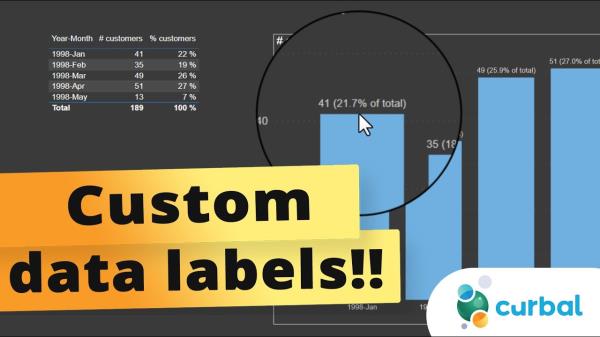 Year-Month # customers % customers
1998-Jan 41 22 %
1998-Feb 35 19 %
1998-Mar 49 26 %
1998-Apr 51 27 %
1998-May 13 7 %
Total 189 100 %
#
51 (27.0% of tota
49 (25.9% of total)
41 (21.7% of total)
40
35 (18
Custom
data labels!!
1998-Jan
curbal